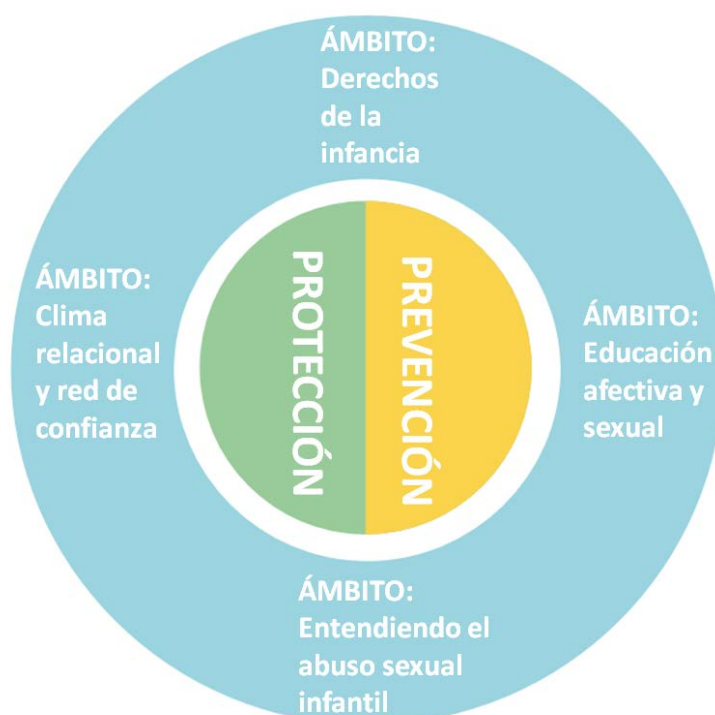 ÁMBITO:
Derechos
de la
infancia
ÁMBITO:
Clima
relacional
y red de
confianza
PROTECCIÓN
PREVENCIÓN
ÁMBITO:
Educación
afectiva y
sexual
ÁMBITO:
Entendiendo el
abuso sexual
infantil